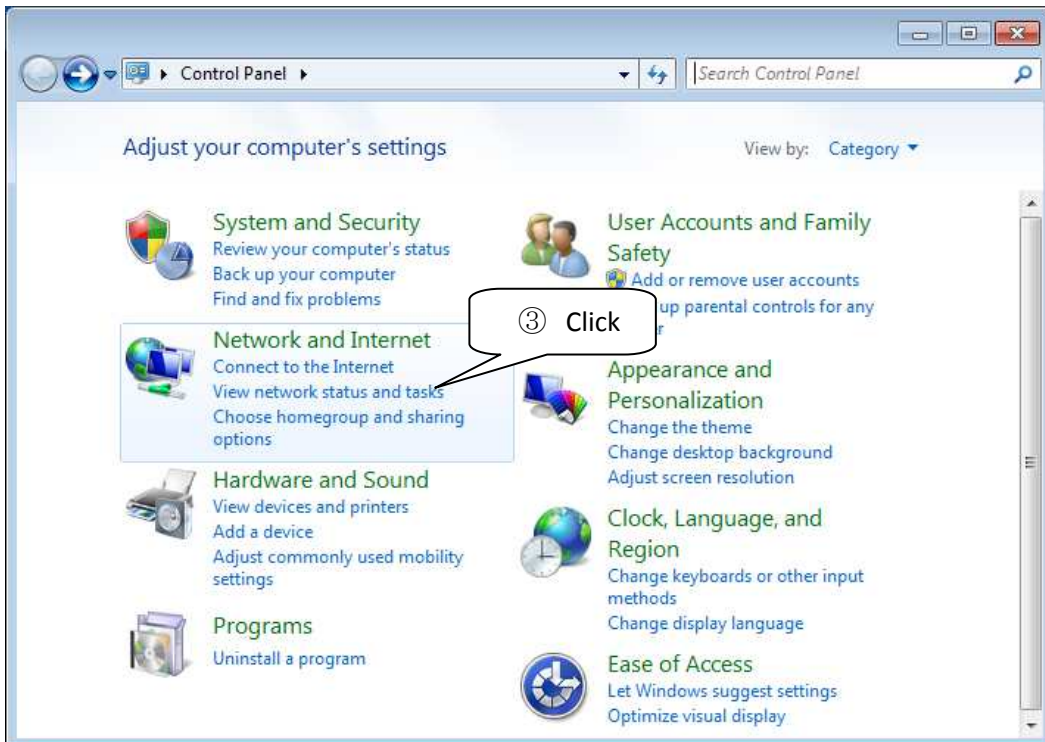 Control Panel
Search Control Panel
Adjust your computer's settings
View by: Category
System and Security
Review your computer's status
Back up your computer
Find and fix problems
Network and Internet
Connect to the Internet
View network status and tasks
Choose homegroup and sharing
options
Hardware and Sound
View devices and printers
Add a device
Adjust commonly used mobility
settings
Programs
Uninstall a program
③ Click
User Accounts and Family
Safety
Add or remove user accounts
up parental controls for any
Appearance and
Personalization
Change the theme
Change desktop background
Adjust screen resolution
Clock, Language, and
Region
Change keyboards or other input
methods
Change display language
Ease of Access
Let Windows suggest settings
Optimize visual display